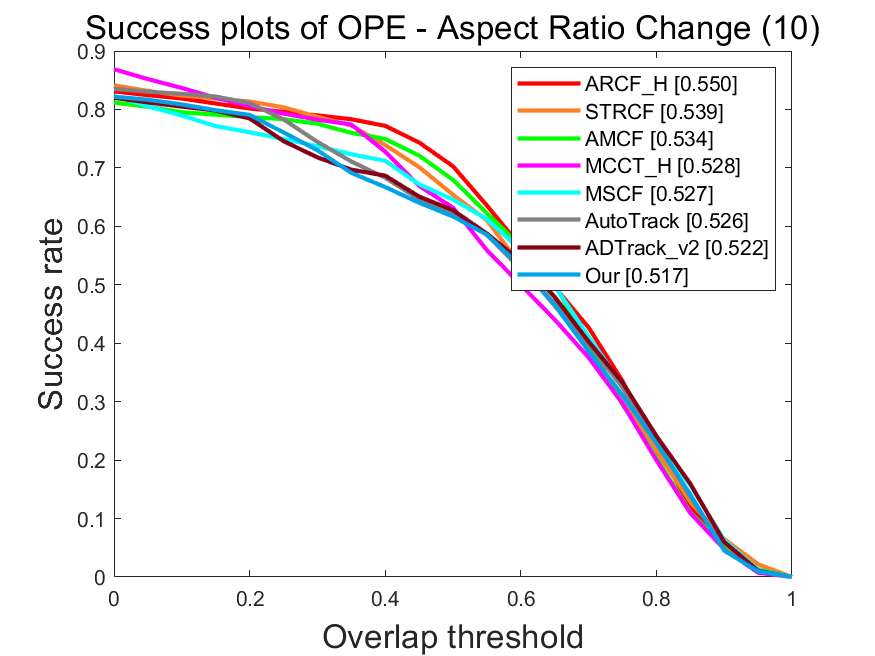 Success plots of OPE - Aspect Ratio Change (10)
0.9
0.8
0.7
0.6
0.5
0.4
0.3
0.2
0.1
0
Success rate
ARCF_H [0.550]
STRCF [0.539]
AMCF [0.534]
MCCT_H [0.528]
MSCF [0.527]
AutoTrack [0.526]
ADTrack_v2 [0.522]
Our [0.517]
0 0.2 0.4 0.6 0.8 1
Overlap threshold